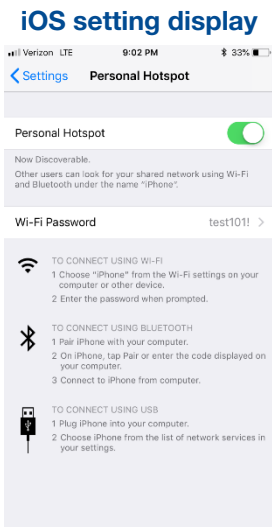 iOS setting display
Verizon LTE 9:02 PM 33%
Settings Personal Hotspot
Personal Hotspot
Now Discoverable.
Other users can look for your shared network using Wi-Fi
and Bluetooth under the name “iPhone”.
Wi-Fi Password test101!
TO CONNECT USING WI-FI
1 Choose “iPhone” from the Wi-Fi settings on your
computer or other device.
2 Enter the password when prompted.
TO CONNECT USING BLUETOOTH
1 Pair iPhone with your computer.
2 On iPhone, tap Pair or enter the code displayed on
your computer.
3 Connect to iPhone from computer.
TO CONNECT USING USB
1 Plug iPhone into your computer.
2 Choose iPhone from the list of network services in
your settings.